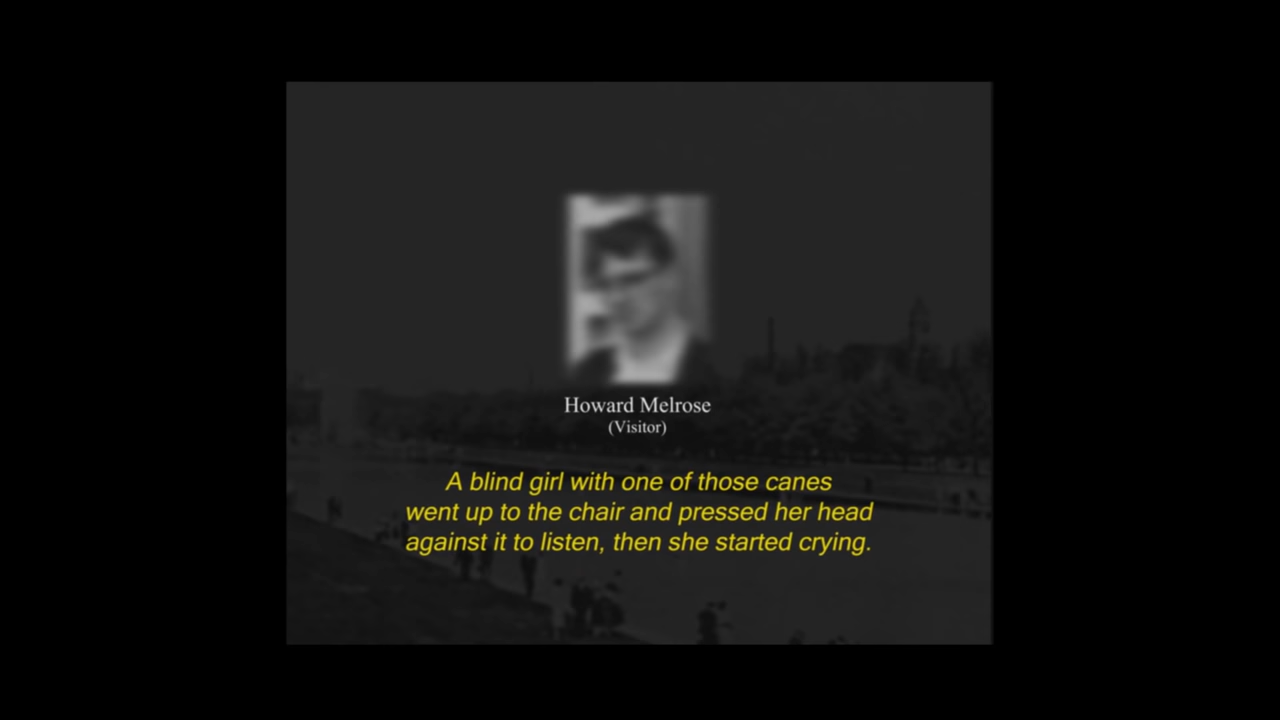 Howard Melrose
(Visitor)
A blind girl with one of those canes
went up to the chair and pressed her head
against it to listen, then she started crying.